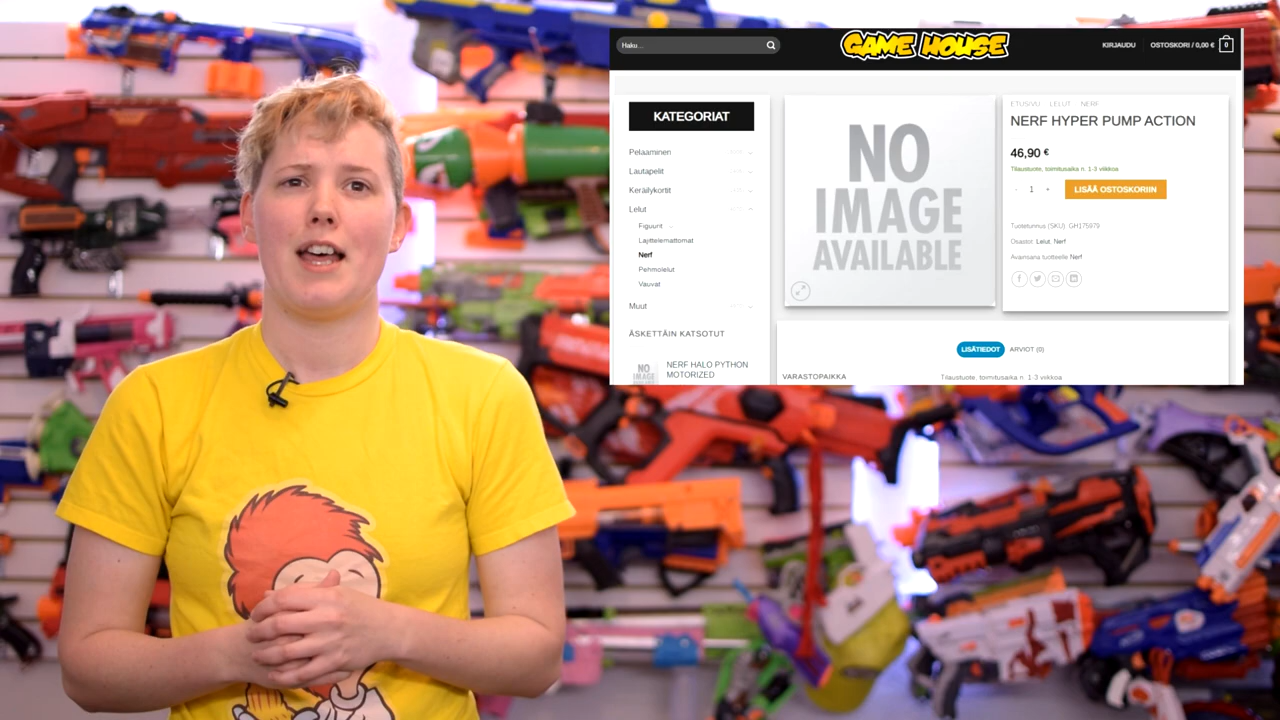 Haku...
GAME HOUSE
KIRJAUDU
OSTOSKORI / 0,00 €
0
KATEGORIAT
Pelaaminen
Lautapelit
Keräilykortit
Lelut
Figuurit
Lajittelemattomat
Nerf
Pehmolelut
Vauvat
Muut
ÄSKETTÄIN KATSOTUT
NO
IMAGE
NERF HALO PYTHON
MOTORIZED
NO
IMAGE
AVAILABLE
ETUSIVU LELUT NERF
NERF HYPER PUMP ACTION
46,90 €
Tilaustuote, toimitusaika n. 1-3 viikkoa
- 1 +
LISÄÄ OSTOSKORIIN
Tuotetunnus (SKU): GH175979
Osastot: Lelut, Nerf
Avainsana tuotteelle Nerf
LISÄTIEDOT
ARVIOT (0)
VARASTOPAIKKA
Tilaustuote, toimitusaika n. 1-3 viikkoa